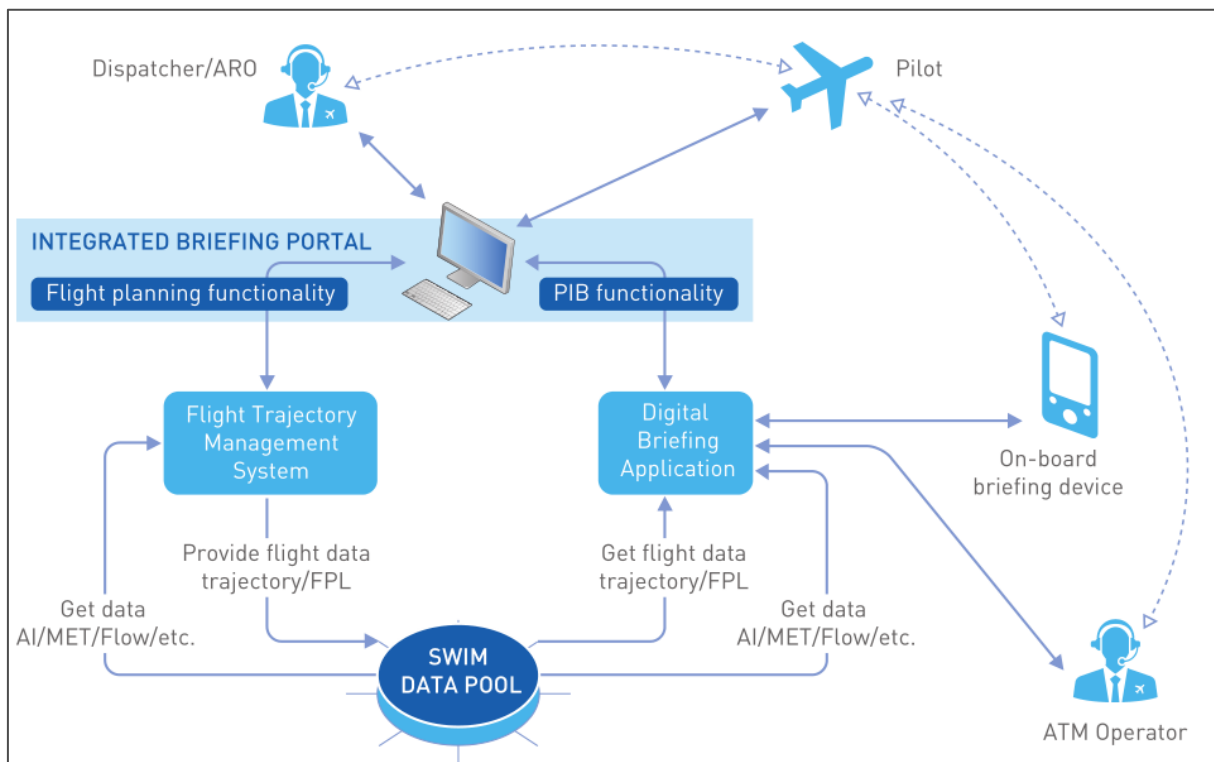 Dispatcher/ARO
Pilot
INTEGRATED BRIEFING PORTAL
Flight planning functionality
PIB functionality
Flight Trajectory
Management
System
Digital
Briefing
Application
On-board
briefing device
Provide flight data
trajectory/FPL
Get flight data
trajectory/FPL
Get data
AI/MET/Flow/etc.
Get data
AI/MET/Flow/etc.
SWIM
DATA POOL
ATM Operator